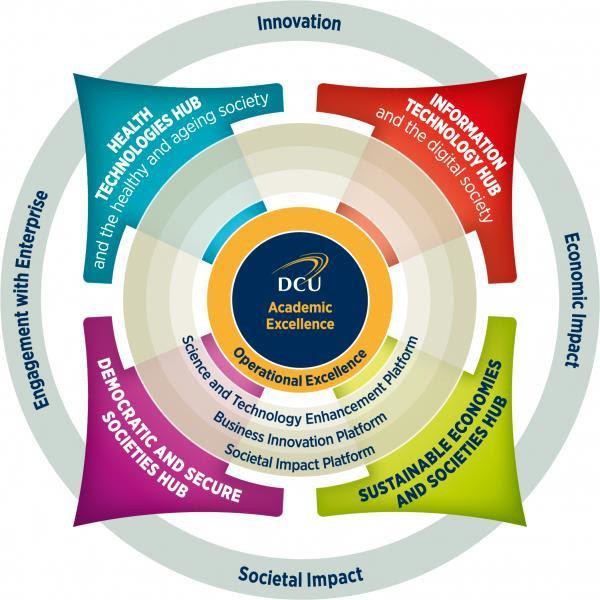 Innovation
HEALTH
TECHNOLOGIES HUB
and the healthy and ageing society
INFORMATION
TECHNOLOGY HUB
and the digital society
Engagement with Enterprise
Economic Impact
DCU
Academic
Excellence
Operational Excellence
Science and Technology Enhancement Platform
Business Innovation Platform
Societal Impact Platform
DEMOCRATIC AND SECURE
SOCIETIES HUB
SUSTAINABLE ECONOMIES
AND SOCIETIES HUB
Societal Impact